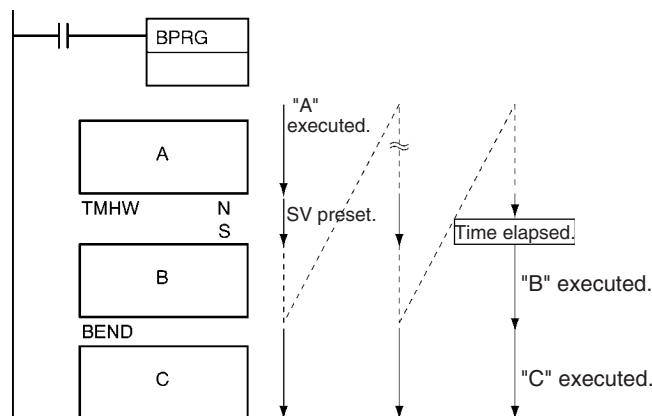 BPRG
"A"
executed.
A
TMHW N
S
SV preset.
Time elapsed.
B
"B" executed.
BEND
C
"C" executed.